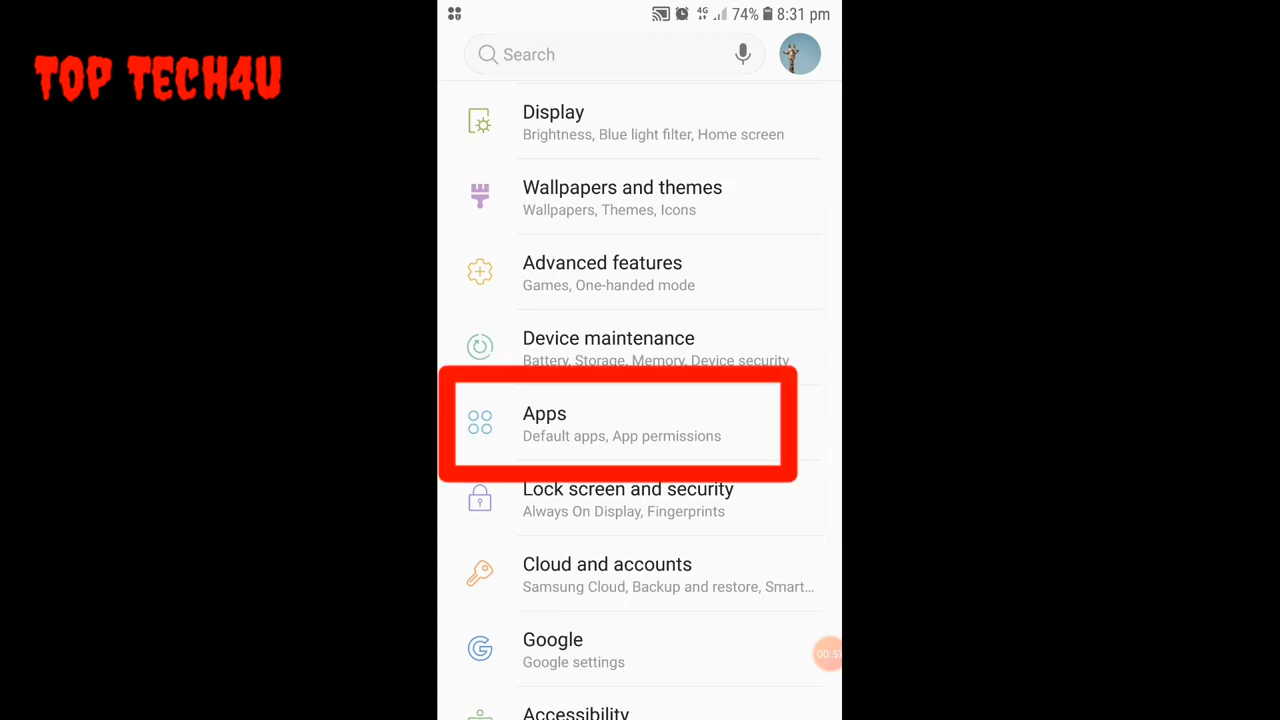 TOP TECH4U
4G 74% 8:31 pm
Search
Display
Brightness, Blue light filter, Home screen
Wallpapers and themes
Wallpapers, Themes, Icons
Advanced features
Games, One-handed mode
Device maintenance
Battery, Storage, Memory, Device security
Apps
Default apps, App permissions
Lock screen and security
Always On Display, Fingerprints
Cloud and accounts
Samsung Cloud, Backup and restore, Smart...
Google
Google settings
Accessibility